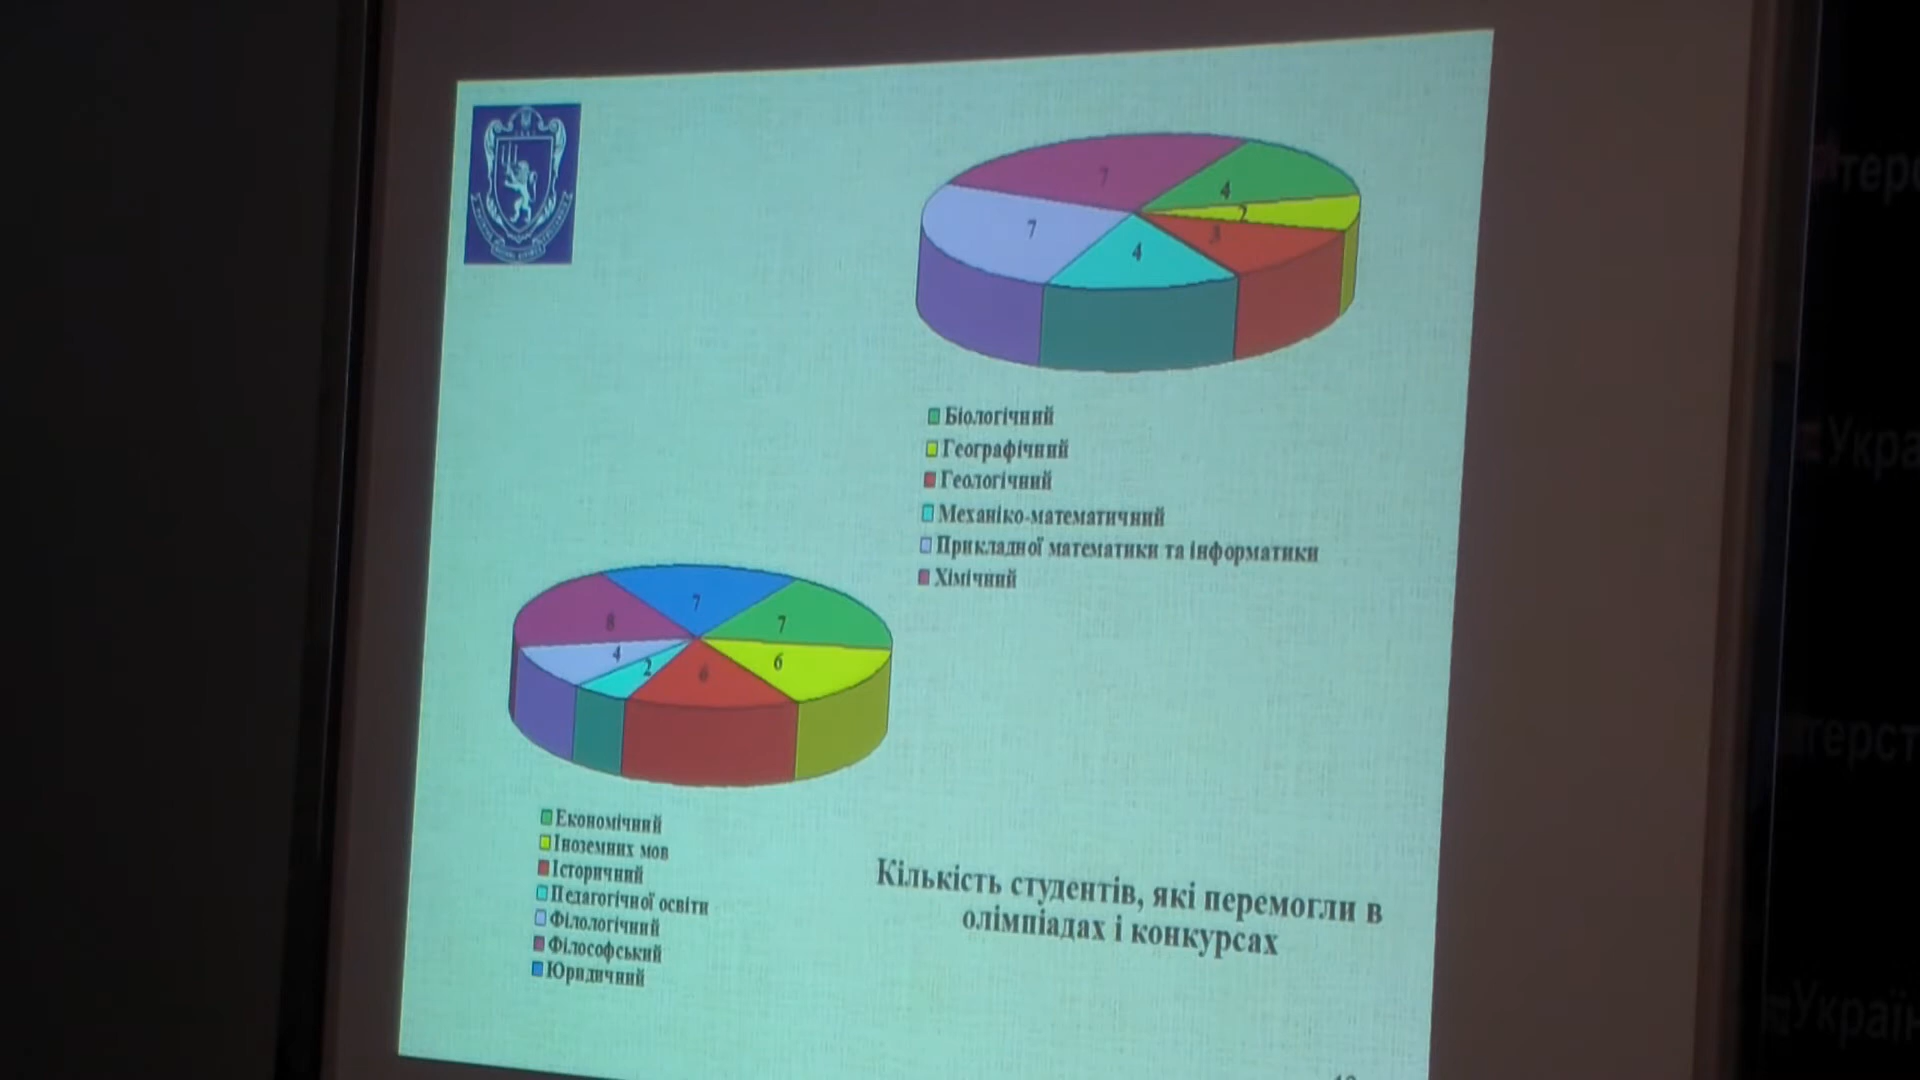 7
4
2
3
4
7
Біологічний
Географічний
Геологічний
Механіко-математичний
Прикладної математики та інформатики
Хімічний
7
7
6
6
2
4
8
Економічний
Іноземних мов
Історичний
Педагогічної освіти
Філологічний
Філософський
Юридичний
Кількість студентів, які перемогли в
олімпіадах і конкурсах